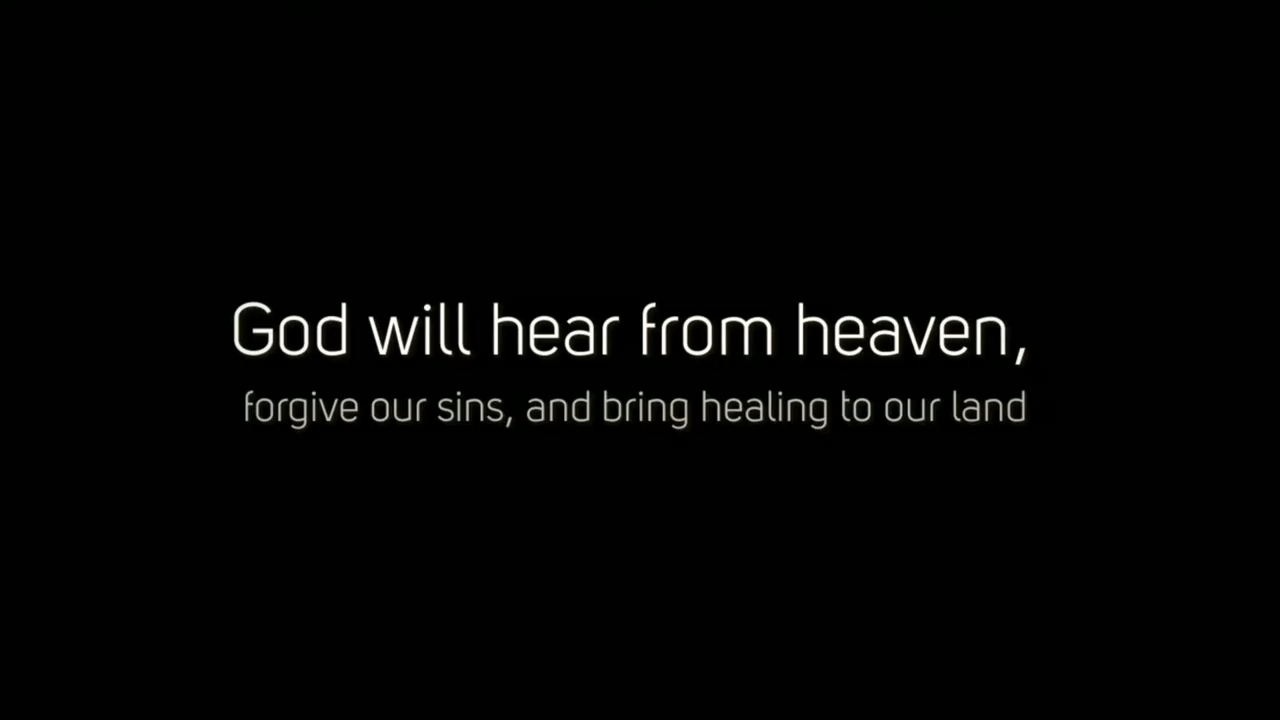 God will hear from heaven,
forgive our sins, and bring healing to our land